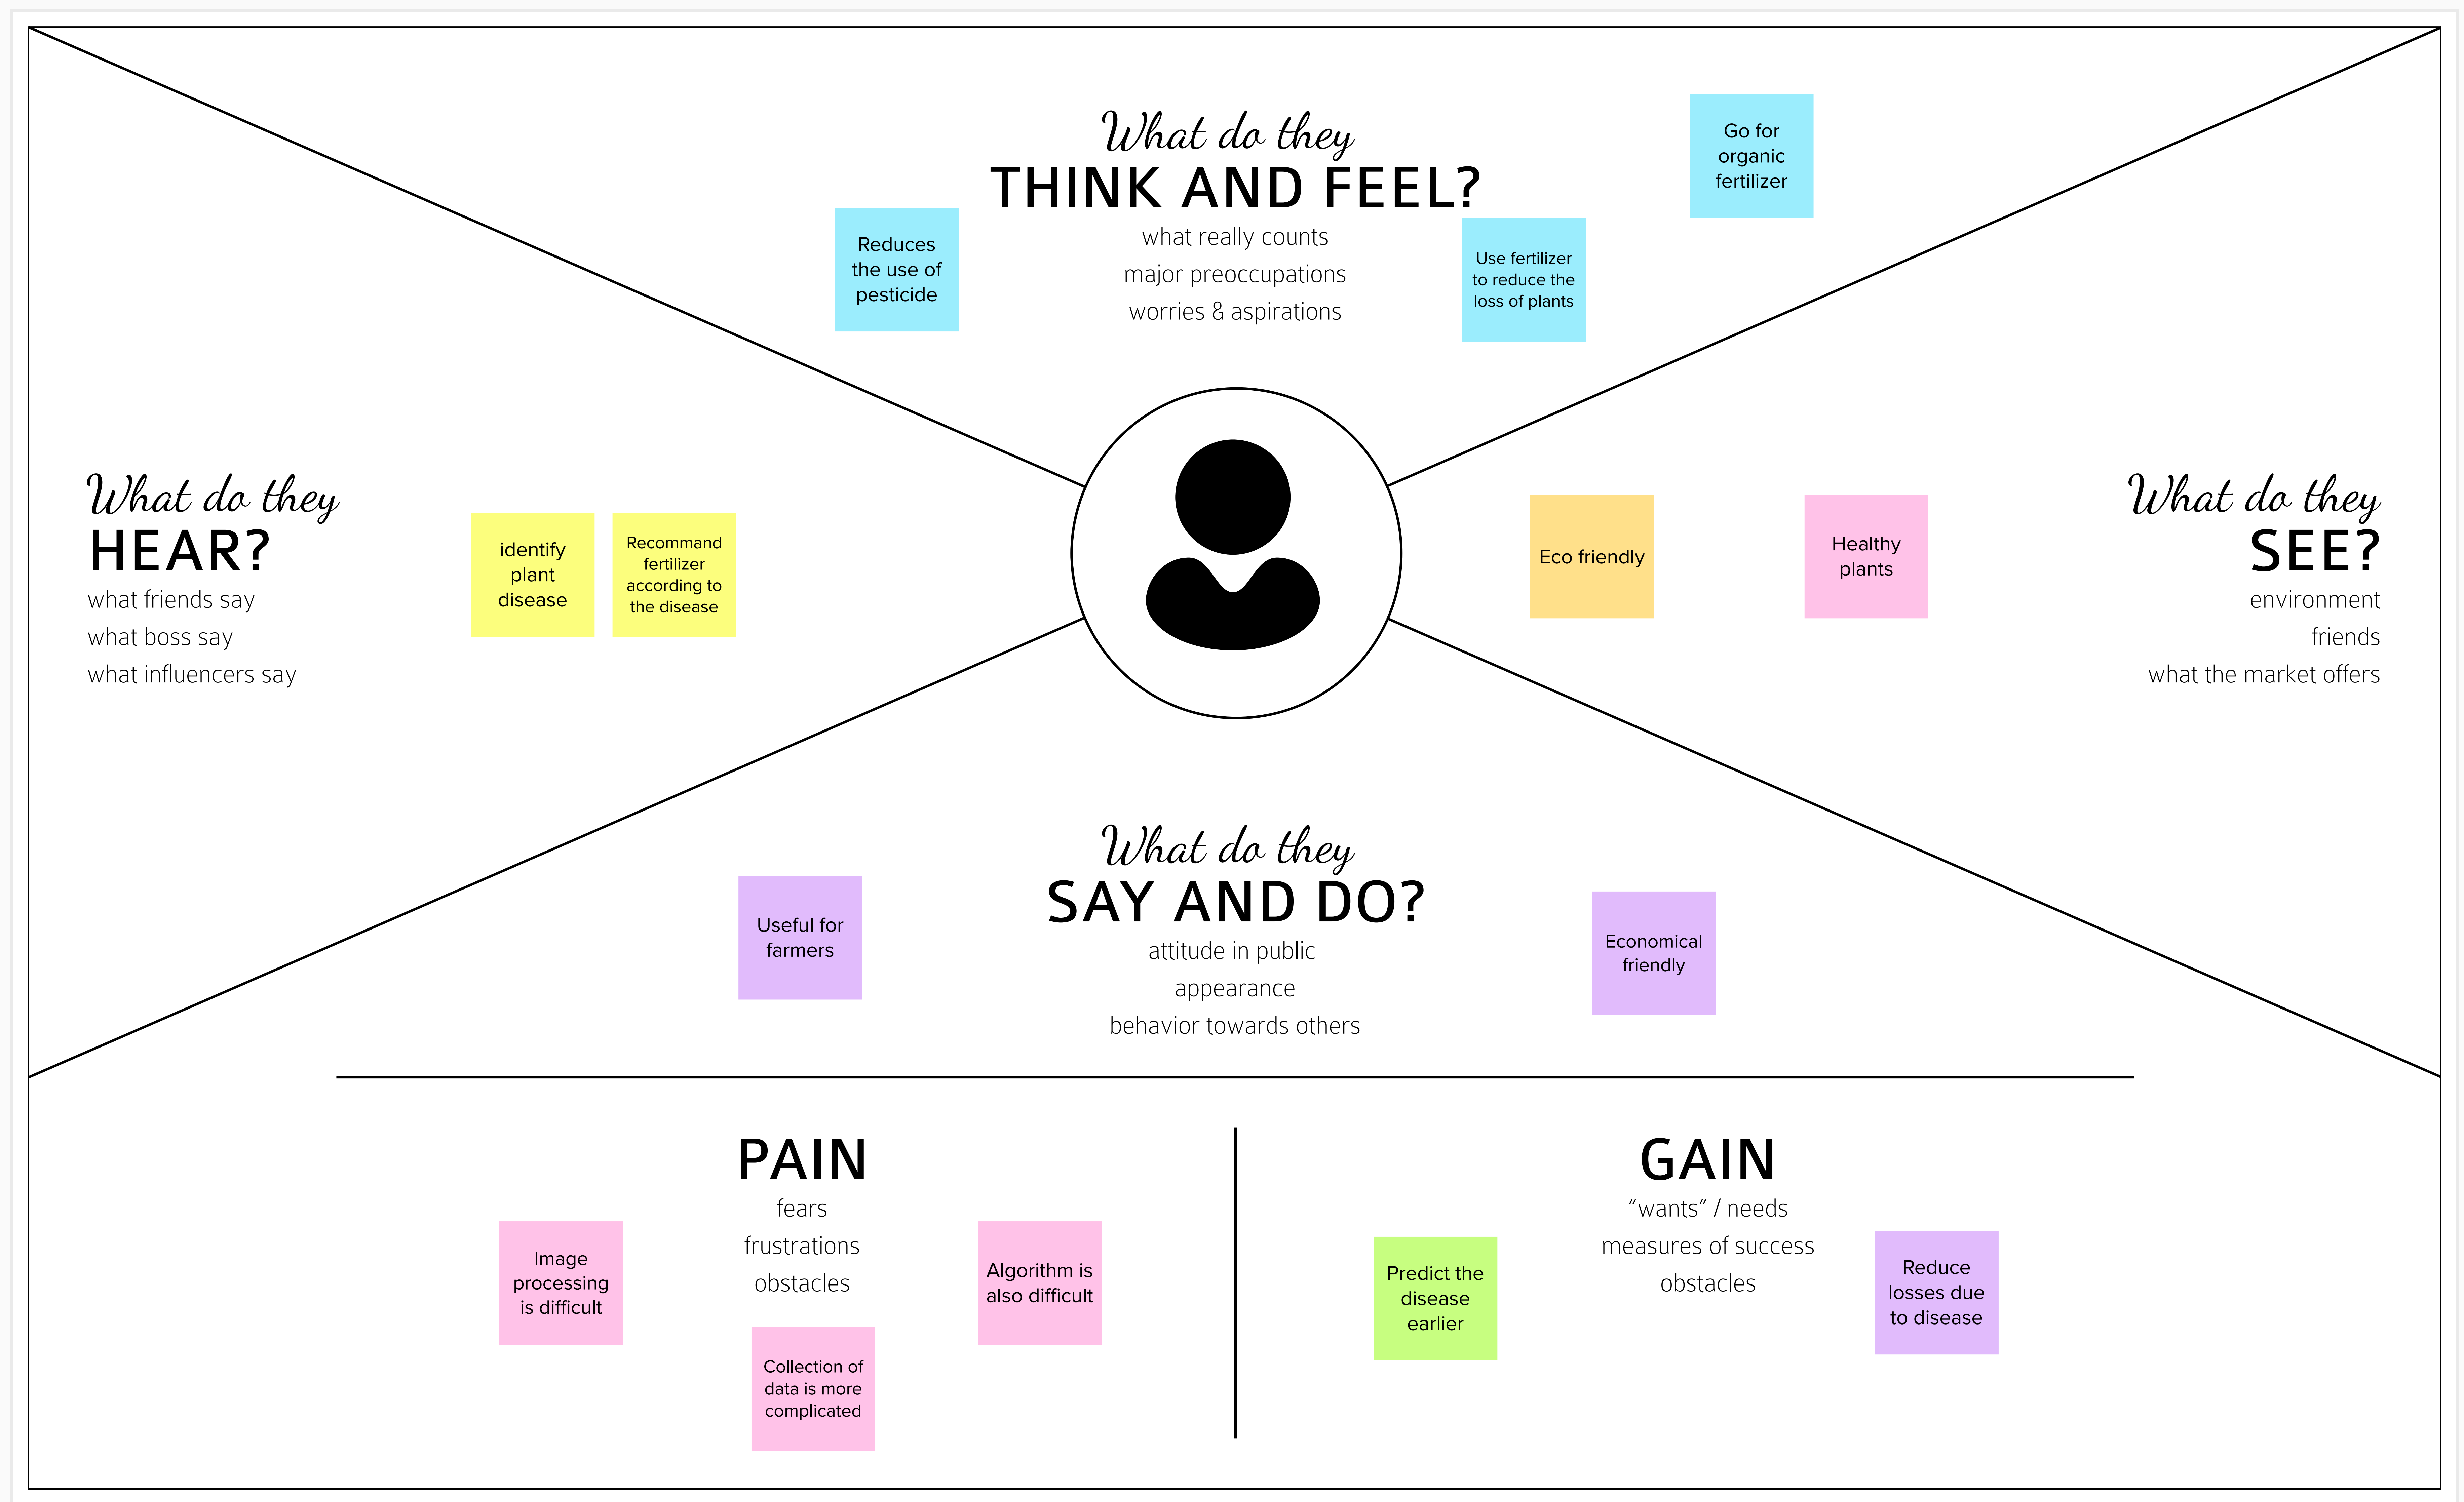 What do they
THINK AND FEEL?
what really counts
major preoccupations
worries & aspirations
Reduces
the use of
pesticide
Use fertilizer
to reduce the
loss of plants
Go for
organic
fertilizer
What do they
HEAR?
what friends say
what boss say
what influencers say
identify
plant
disease
Recommand
fertilizer
according to
the disease
Eco friendly
Healthy
plants
What do they
SEE?
environment
friends
what the market offers
What do they
SAY AND DO?
attitude in public
appearance
behavior towards others
Useful for
farmers
Economical
friendly
PAIN
fears
frustrations
obstacles
Image
processing
is difficult
Collection of
data is more
complicated
Algorithm is
also difficult
GAIN
“wants” / needs
measures of success
obstacles
Predict the
disease
earlier
Reduce
losses due
to disease